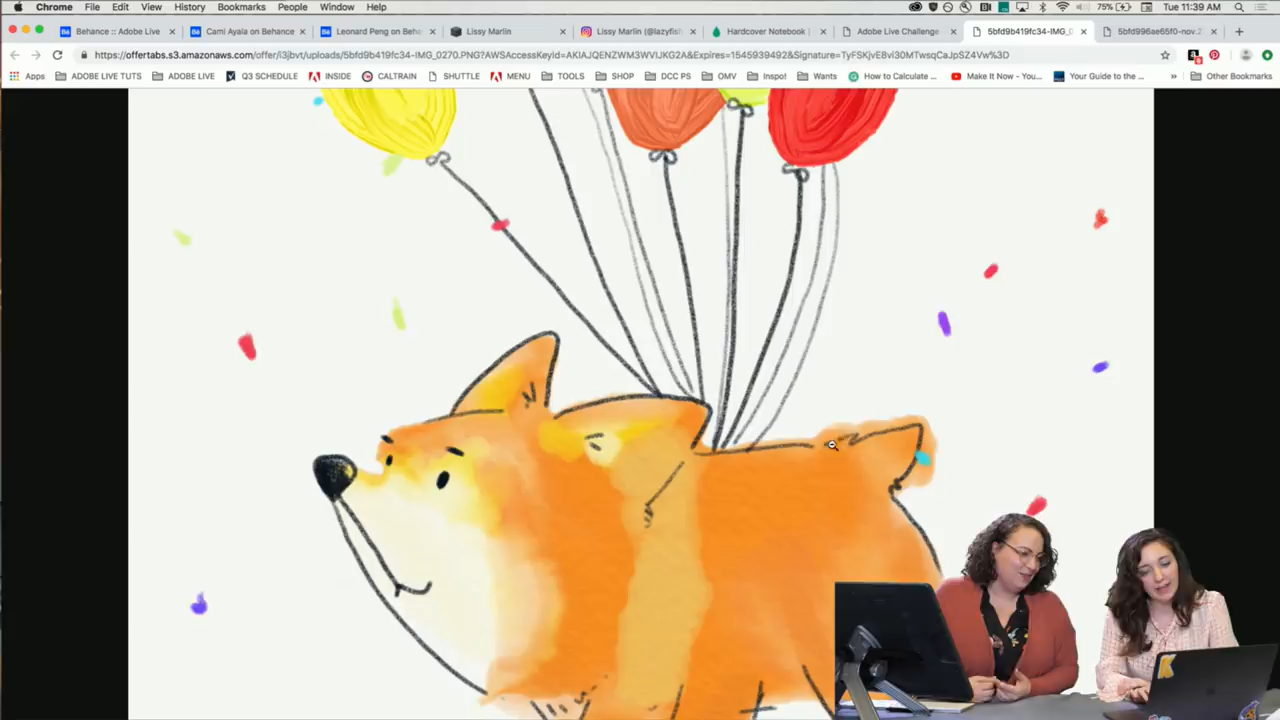 Chrome File Edit View History Bookmarks People Window Help 75% Tue 11:39 AM
Behance :: Adobe Live Cami Ayala on Behance Leonard Peng on Beh Lissy Marlin Lissy Marlin (@lazyfish Hardcover Notebook Adobe Live Challenge 5bfd9b419fc34-IMG_0 5bfd996ae65f0-nov.2
https://offertabs.s3.amazonaws.com/offer/i3jbvt/uploads/5bfd9b419fc34-IMG_0270.PNG?AWSAccessKeyId=AKIAJQENZWM3WVIJKG2A&Expires=1545939492&Signature=TyFSKjvE8vi30MTwsqCaJpSZ4Vw%3D
Apps ADOBE LIVE TUTS ADOBE LIVE Q3 SCHEDULE INSIDE CALTRAIN SHUTTLE MENU TOOLS SHOP DCC PS OMV Inspo! Wants How to Calculate ... Make It Now - You... Your Guide to the ... » Other Bookmarks